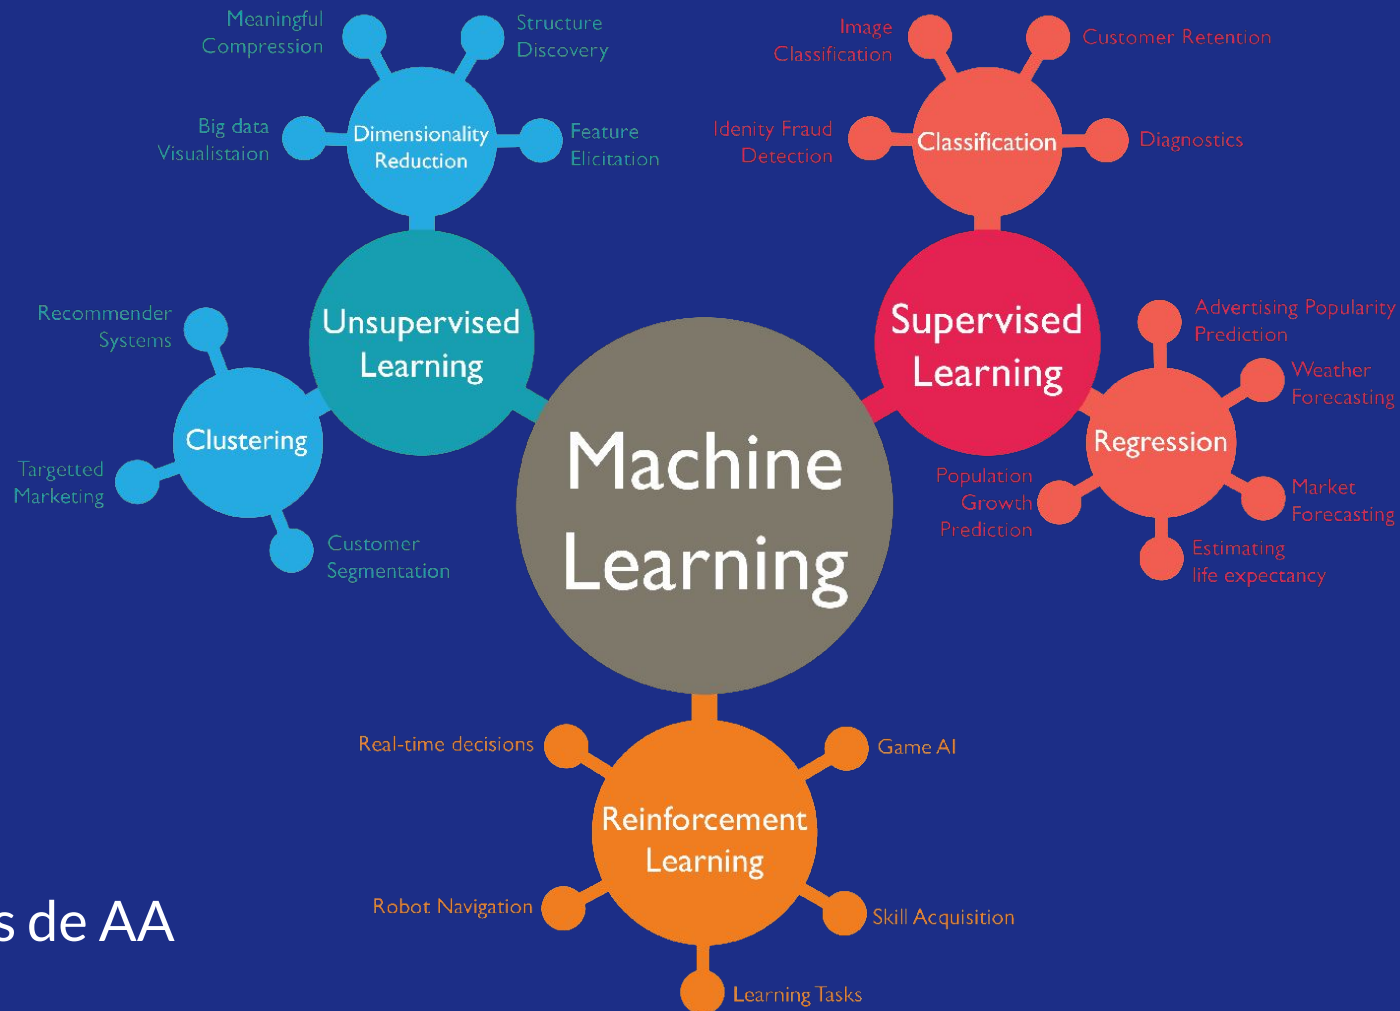 Meaningful
Compression
Structure
Discovery
Big data
Visualistaion
Dimensionality
Reduction
Feature
Elicitation
Image
Classification
Customer Retention
Idenity Fraud
Detection
Classification
Diagnostics
Unsupervised
Learning
Recommender
Systems
Clustering
Targetted
Marketing
Customer
Segmentation
Supervised
Learning
Advertising Popularity
Prediction
Weather
Forecasting
Regression
Population
Growth
Prediction
Market
Forecasting
Estimating
life expectancy
Machine
Learning
Real-time decisions
Game AI
Reinforcement
Learning
Robot Navigation
Skill Acquisition
Learning Tasks
s de AA